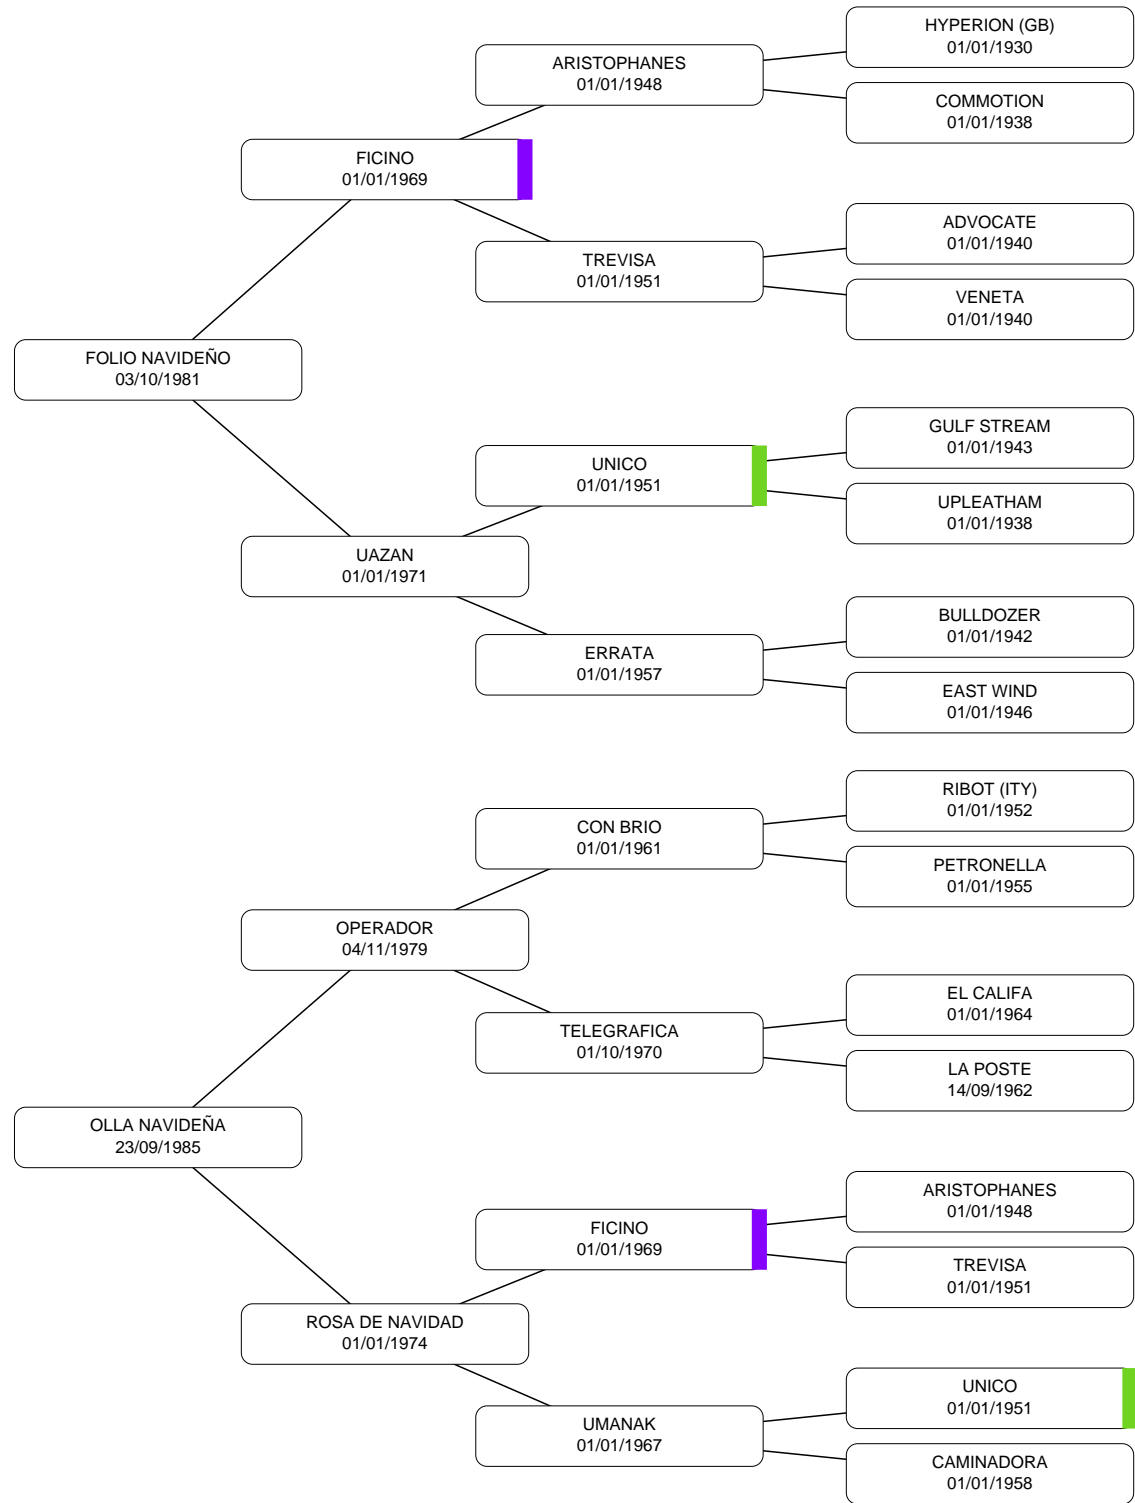 HYPERION (GB)
01/01/1930
ARISTOPHANES
01/01/1948
COMMOTION
01/01/1938
FICINO
01/01/1969
ADVOCATE
01/01/1940
TREVISA
01/01/1951
VENETA
01/01/1940
FOLIO NAVIDEÑO
03/10/1981
GULF STREAM
01/01/1943
UNICO
01/01/1951
UPLEATHAM
01/01/1938
UAZAN
01/01/1971
BULLDOZER
01/01/1942
ERRATA
01/01/1957
EAST WIND
01/01/1946
RIBOT (ITY)
01/01/1952
CON BRIO
01/01/1961
PETRONELLA
01/01/1955
OPERADOR
04/11/1979
EL CALIFA
01/01/1964
TELEGRAFICA
01/10/1970
LA POSTE
14/09/1962
OLLA NAVIDEÑA
23/09/1985
ARISTOPHANES
01/01/1948
FICINO
01/01/1969
TREVISA
01/01/1951
ROSA DE NAVIDAD
01/01/1974
UNICO
01/01/1951
UMANAK
01/01/1967
CAMINADORA
01/01/1958